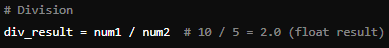 # Division
div_result = num1 / num2  # 10 / 5 = 2.0 (float result)